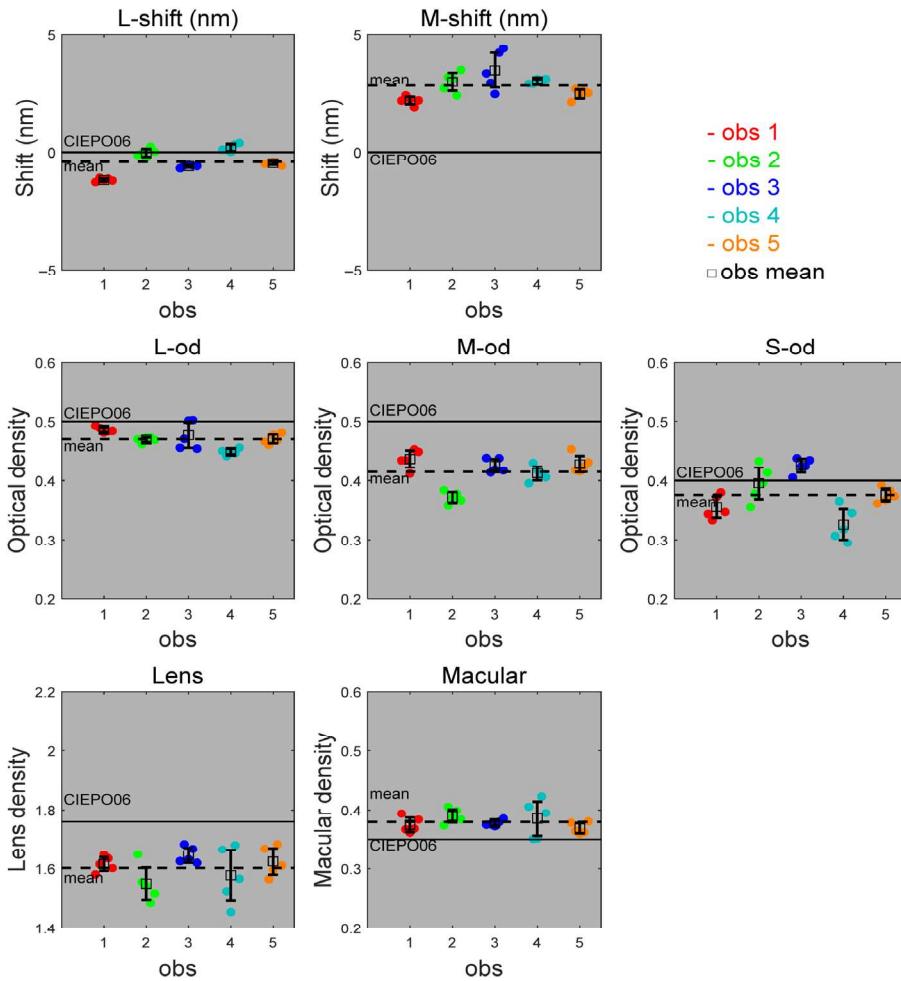 L-shift (nm)
M-shift (nm)
5
0
−5
Shift (nm)
CIEPO06
mean
1 2 3 4 5
obs
5
0
−5
Shift (nm)
mean
CIEPO06
1 2 3 4 5
obs
- obs 1
- obs 2
- obs 3
- obs 4
- obs 5
obs mean
L-od
M-od
S-od
0.6
0.5
0.4
0.3
0.2
Optical density
CIEPO06
mean
1 2 3 4 5
obs
0.6
0.5
0.4
0.3
0.2
Optical density
CIEPO06
mean
1 2 3 4 5
obs
0.6
0.5
0.4
0.3
0.2
Optical density
CIEPO06
mean
1 2 3 4 5
obs
Lens
Macular
2.2
2
1.8
1.6
1.4
Lens density
CIEPO06
mean
1 2 3 4 5
obs
0.6
0.5
0.4
0.3
0.2
Macular density
mean
CIEPO06
1 2 3 4 5
obs